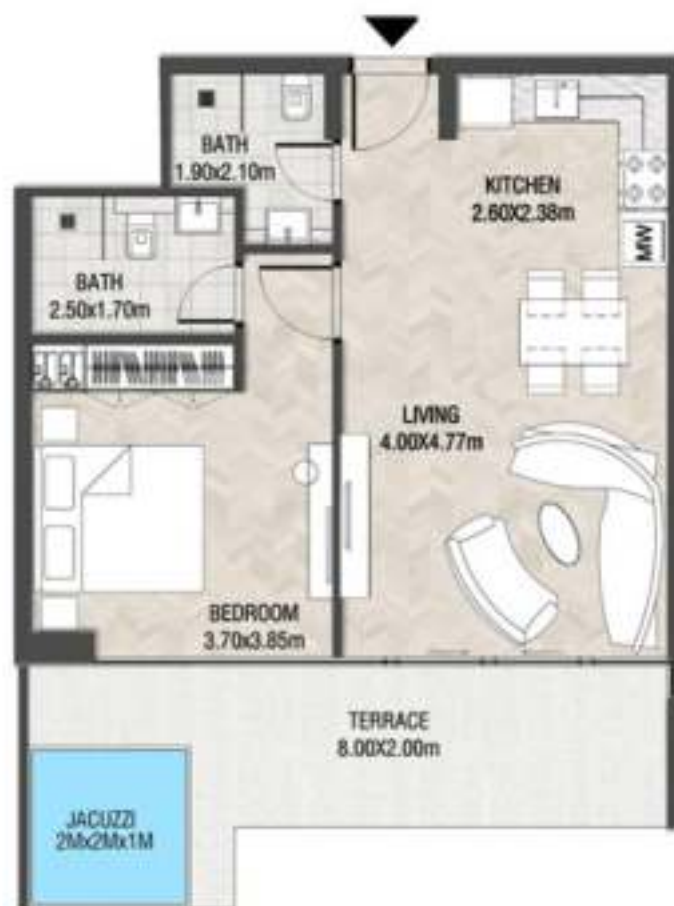 BATH
1.90x2.10m
KITCHEN
2.60X2.38m
MW
BATH
2.50x1.70m
LIVING
4.00X4.77m
BEDROOM
3.70x3.85m
TERRACE
8.00X2.00m
JACUZZI
2Mx2Mx1M